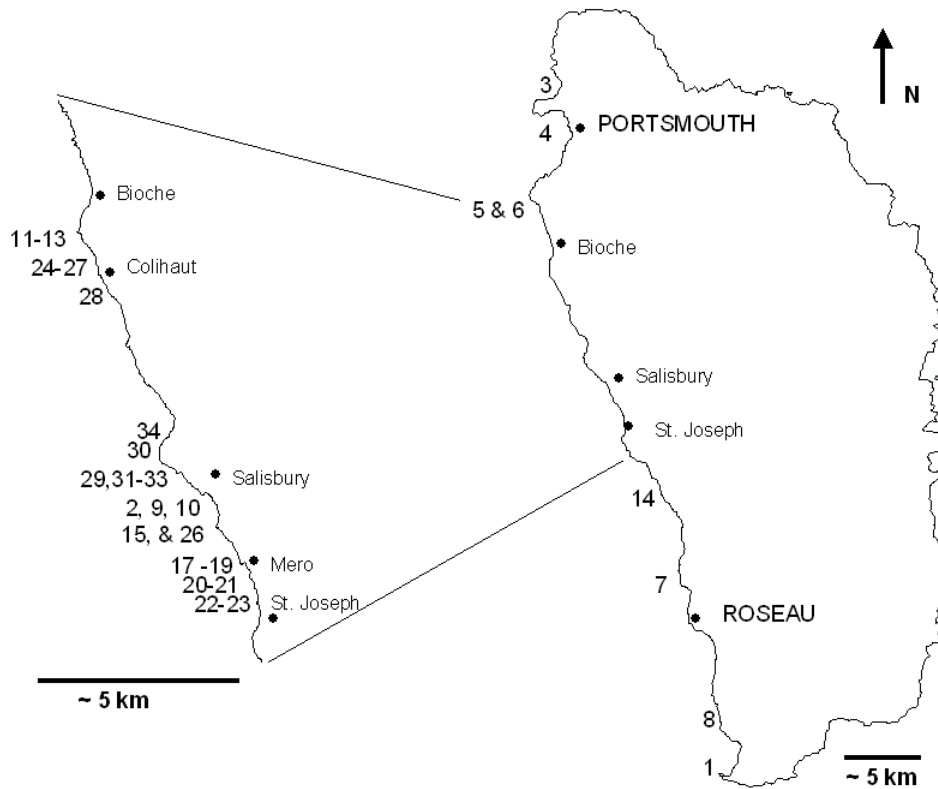 3
N
4
PORTSMOUTH
Bioche
5 & 6
11-13
Bioche
24-27
Colihaut
28
Salisbury
34
St. Joseph
30
29,31-33
Salisbury
14
2, 9, 10
15, & 26
17 -19
Mero
20-21
7
22-23
St. Joseph
ROSEAU
~ 5 km
8
1
~ 5 km